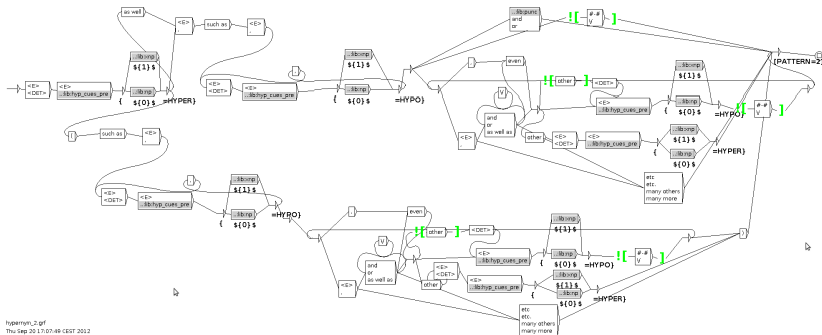 as well
<E>
,
such as
<E>
,
<E>
<DET>
<E>
..lib:hyp_cues_pre
{
..lib:np
${1}$
..lib:np
${0}$
=HYPER}
<E>
<DET>
<E>
..lib:hyp_cues_pre
{
..lib:np
${1}$
..lib:np
${0}$
=HYPO}
..lib:punc
and
or
![
#-#
V
]
,
even
![
other
]
<DET>
V
and
or
as well as
<E>
,
<E>
..lib:hyp_cues_pre
{
..lib:np
${1}$
..lib:np
${0}$
=HYPO}
![
#-#
V
]
other
<E>
<DET>
<E>
..lib:hyp_cues_pre
{
..lib:np
${1}$
..lib:np
${0}$
=HYPER}
etc
etc.
many others
many more
{PATTERN=2}
(
such as
<E>
,
<E>
<DET>
<E>
..lib:hyp_cues_pre
,
{
..lib:np
${1}$
..lib:np
${0}$
=HYPO}
,
even
![
other
]
<DET>
V
and
or
as well as
<E>
,
<E>
..lib:hyp_cues_pre
{
..lib:np
${1}$
..lib:np
${0}$
=HYPO}
![
#-#
V
]
other
<E>
<DET>
<E>
..lib:hyp_cues_pre
{
..lib:np
${1}$
..lib:np
${0}$
=HYPER}
etc
etc.
many others
many more
)
hypernym_2.grf
Thu Sep 20 17:07:49 CEST 2012